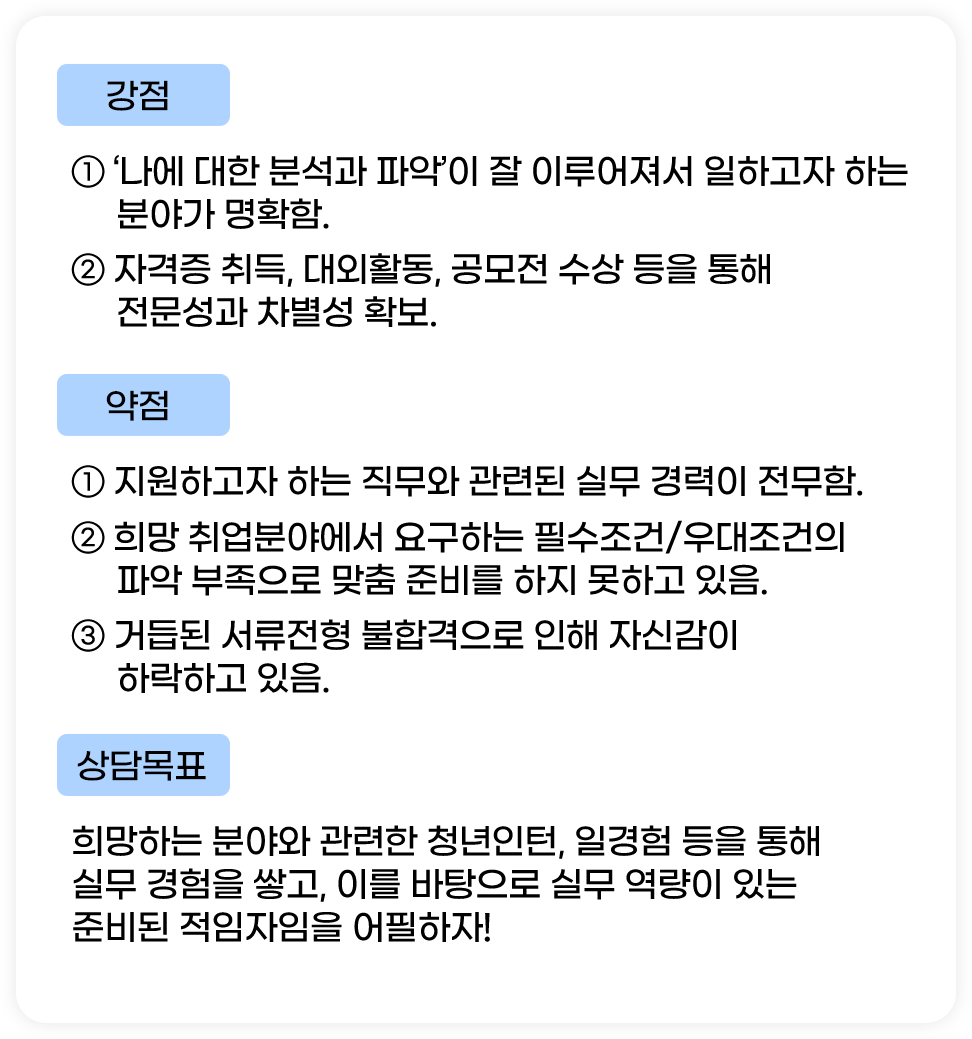 강점
① ‘나에 대한 분석과 파악’이 잘 이루어져서 일하고자 하는
분야가 명확함.
② 자격증 취득, 대외활동, 공모전 수상 등을 통해
전문성과 차별성 확보.
약점
① 지원하고자 하는 직무와 관련된 실무 경력이 전무함.
② 희망 취업분야에서 요구하는 필수조건/우대조건의
파악 부족으로 맞춤 준비를 하지 못하고 있음.
③ 거듭된 서류전형 불합격으로 인해 자신감이
하락하고 있음.
상담목표
희망하는 분야와 관련한 청년인턴, 일경험 등을 통해
실무 경험을 쌓고, 이를 바탕으로 실무 역량이 있는
준비된 적임자임을 어필하자!